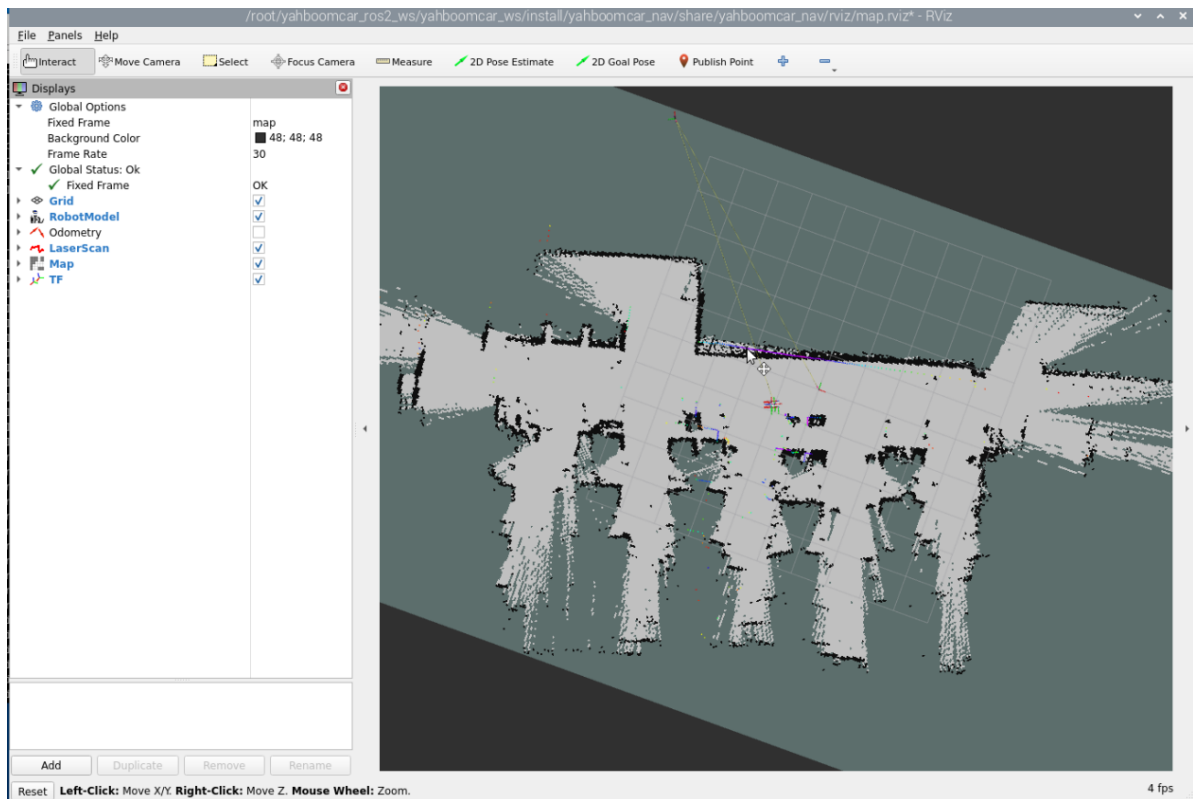 /root/yahboomcar_ros2_ws/yahboomcar_ws/install/yahboomcar_nav/share/yahboomcar_nav/rviz/map.rviz* - RViz
File Panels Help
Interact Move Camera Select Focus Camera Measure 2D Pose Estimate 2D Goal Pose Publish Point
Displays
Global Options
Fixed Frame map
Background Color 48; 48; 48
Frame Rate 30
Global Status: Ok
Fixed Frame OK
Grid
RobotModel
Odometry
LaserScan
Map
TF
Add Duplicate Remove Rename
Reset Left-Click: Move X/Y. Right-Click: Move Z. Mouse Wheel: Zoom. 4 fps